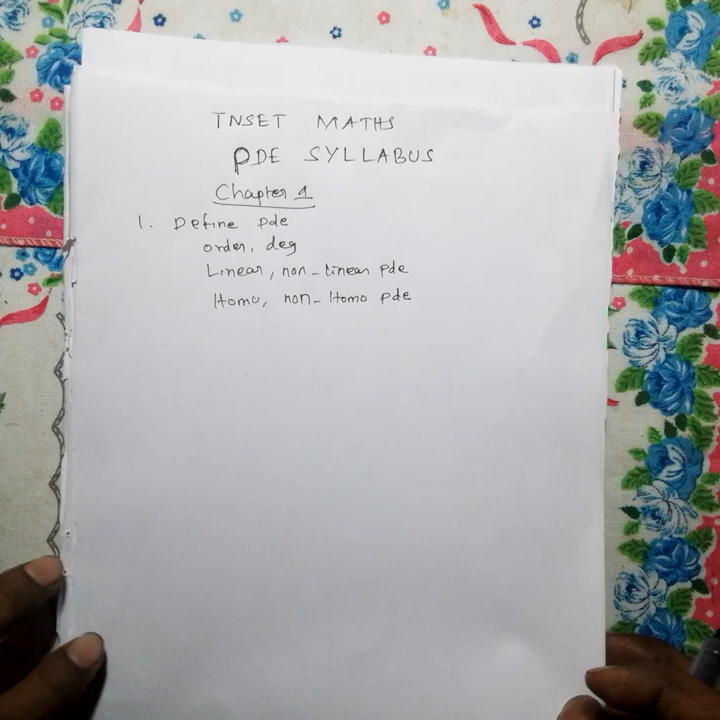 TNSET MATHS
PDE SYLLABUS
Chapter 1
1. Define pde
order, deg
Linear, non-linear pde
Homo, non-Homo pde